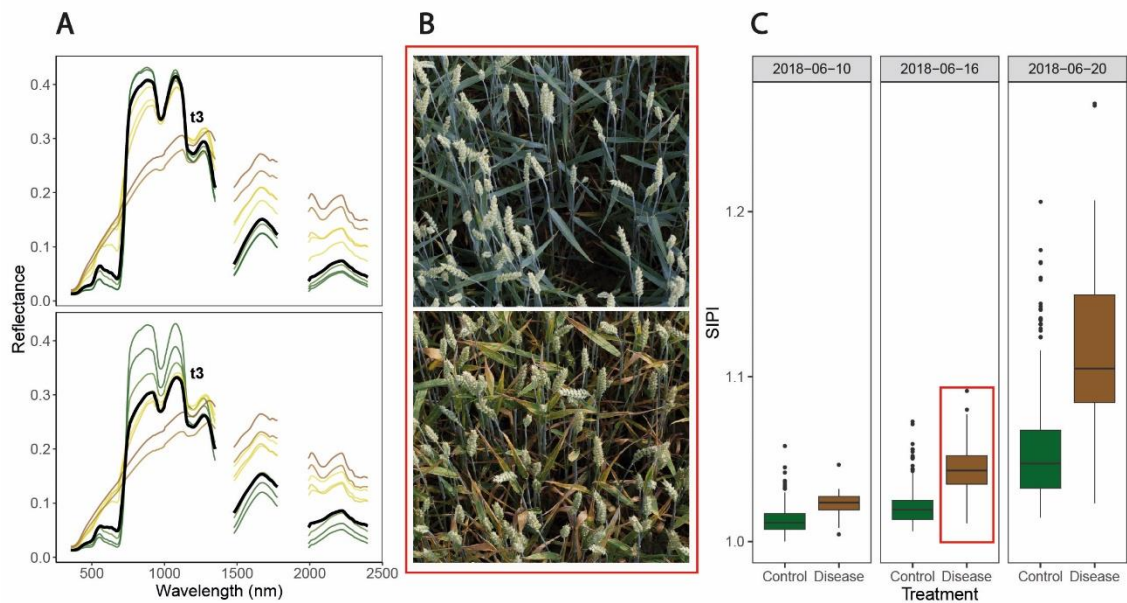 A
B
C
Reflectance
0.4
0.3
0.2
0.1
0.0
t3
0.4
0.3
0.2
0.1
0.0
t3
500
1000
1500
2000
2500
Wavelength (nm)
SIPI
2018-06-10
2018-06-16
2018-06-20
1.2
1.1
1.0
Control
Disease
Control
Disease
Control
Disease
Treatment